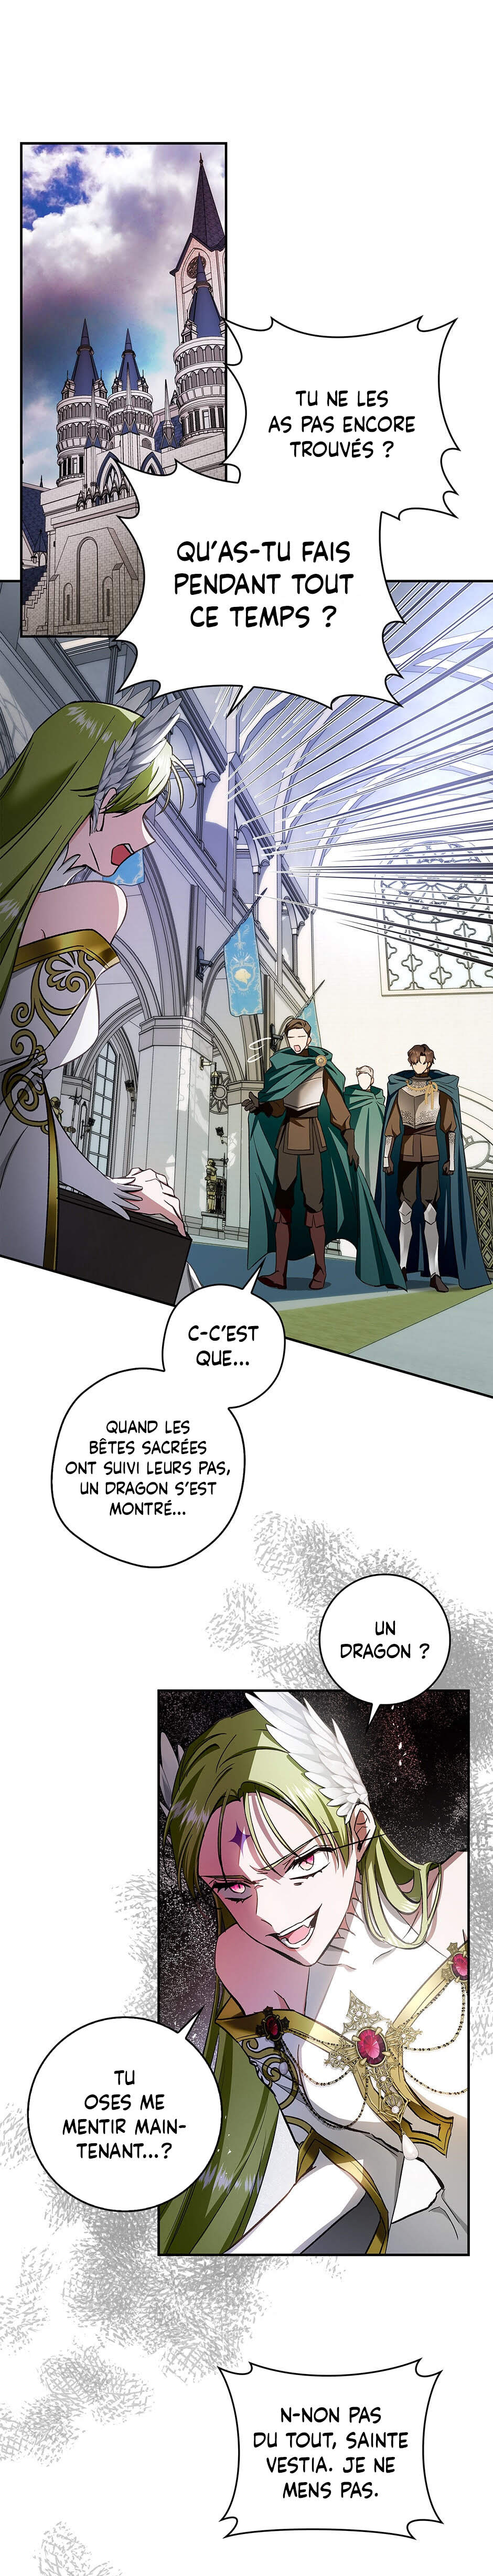 TU NE LES
AS PAS ENCORE
TROUVÉS ?
QU'AS-TU FAIS
PENDANT TOUT
CE TEMPS ?
C-C'EST
QUE...
QUAND LES
BÊTES SACRÉES
ONT SUIVI LEURS PAS,
UN DRAGON S'EST
MONTRÉ...
UN
DRAGON ?
TU
OSES ME
MENTIR MAIN-
TENANT...?
N-NON PAS
DU TOUT, SAINTE
VESTIA. JE NE
MENS PAS.